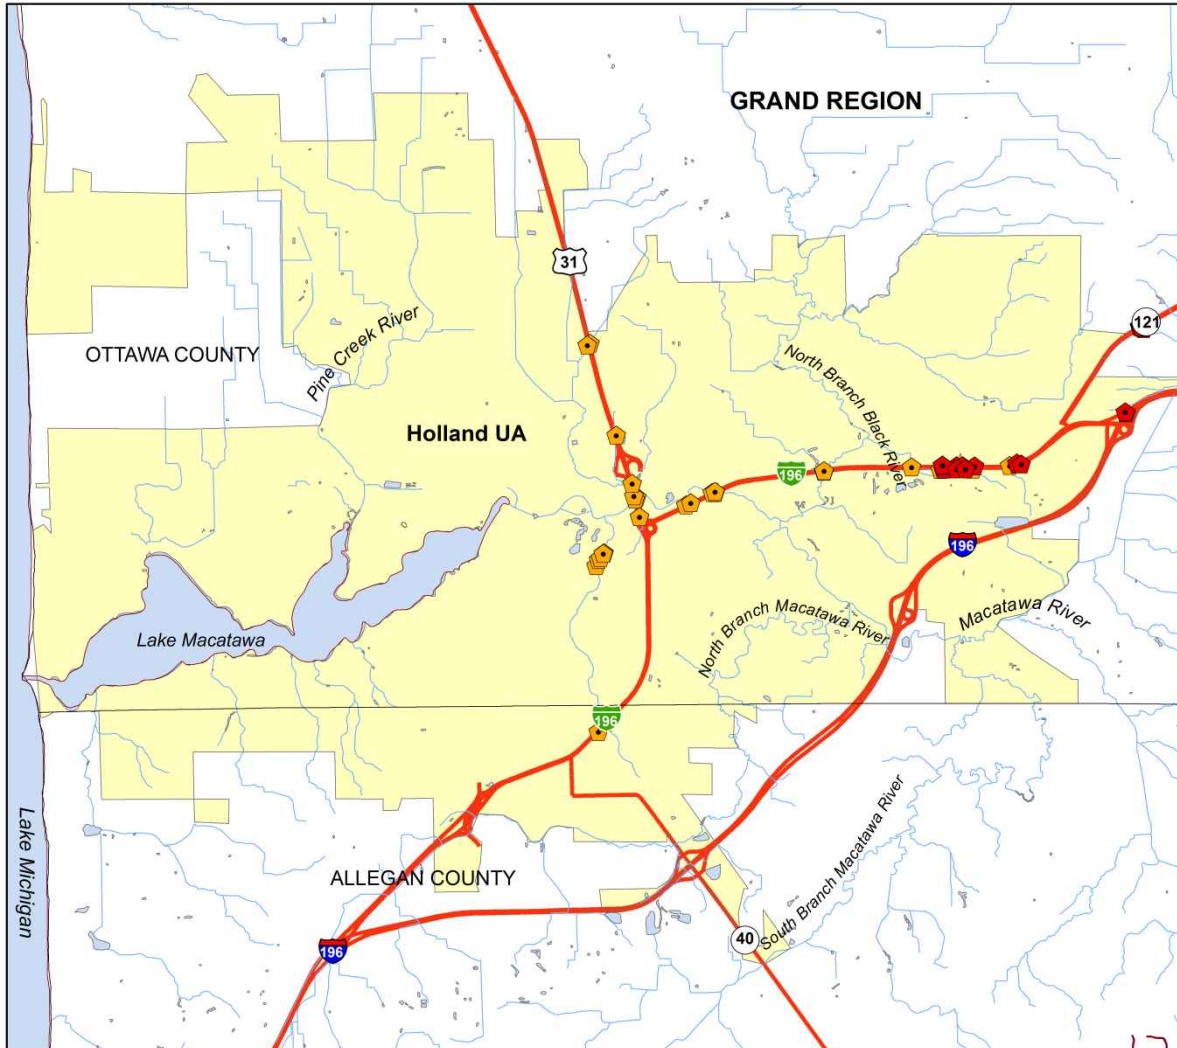 GRAND REGION
31
121
Pine Creek River
OTTAWA COUNTY
North Branch Black River
Holland UA
196
196
Lake Macatawa
North Branch Macatawa River
Macatawa River
196
Lake Michigan
South Branch Macatawa River
ALLEGAN COUNTY
40
196